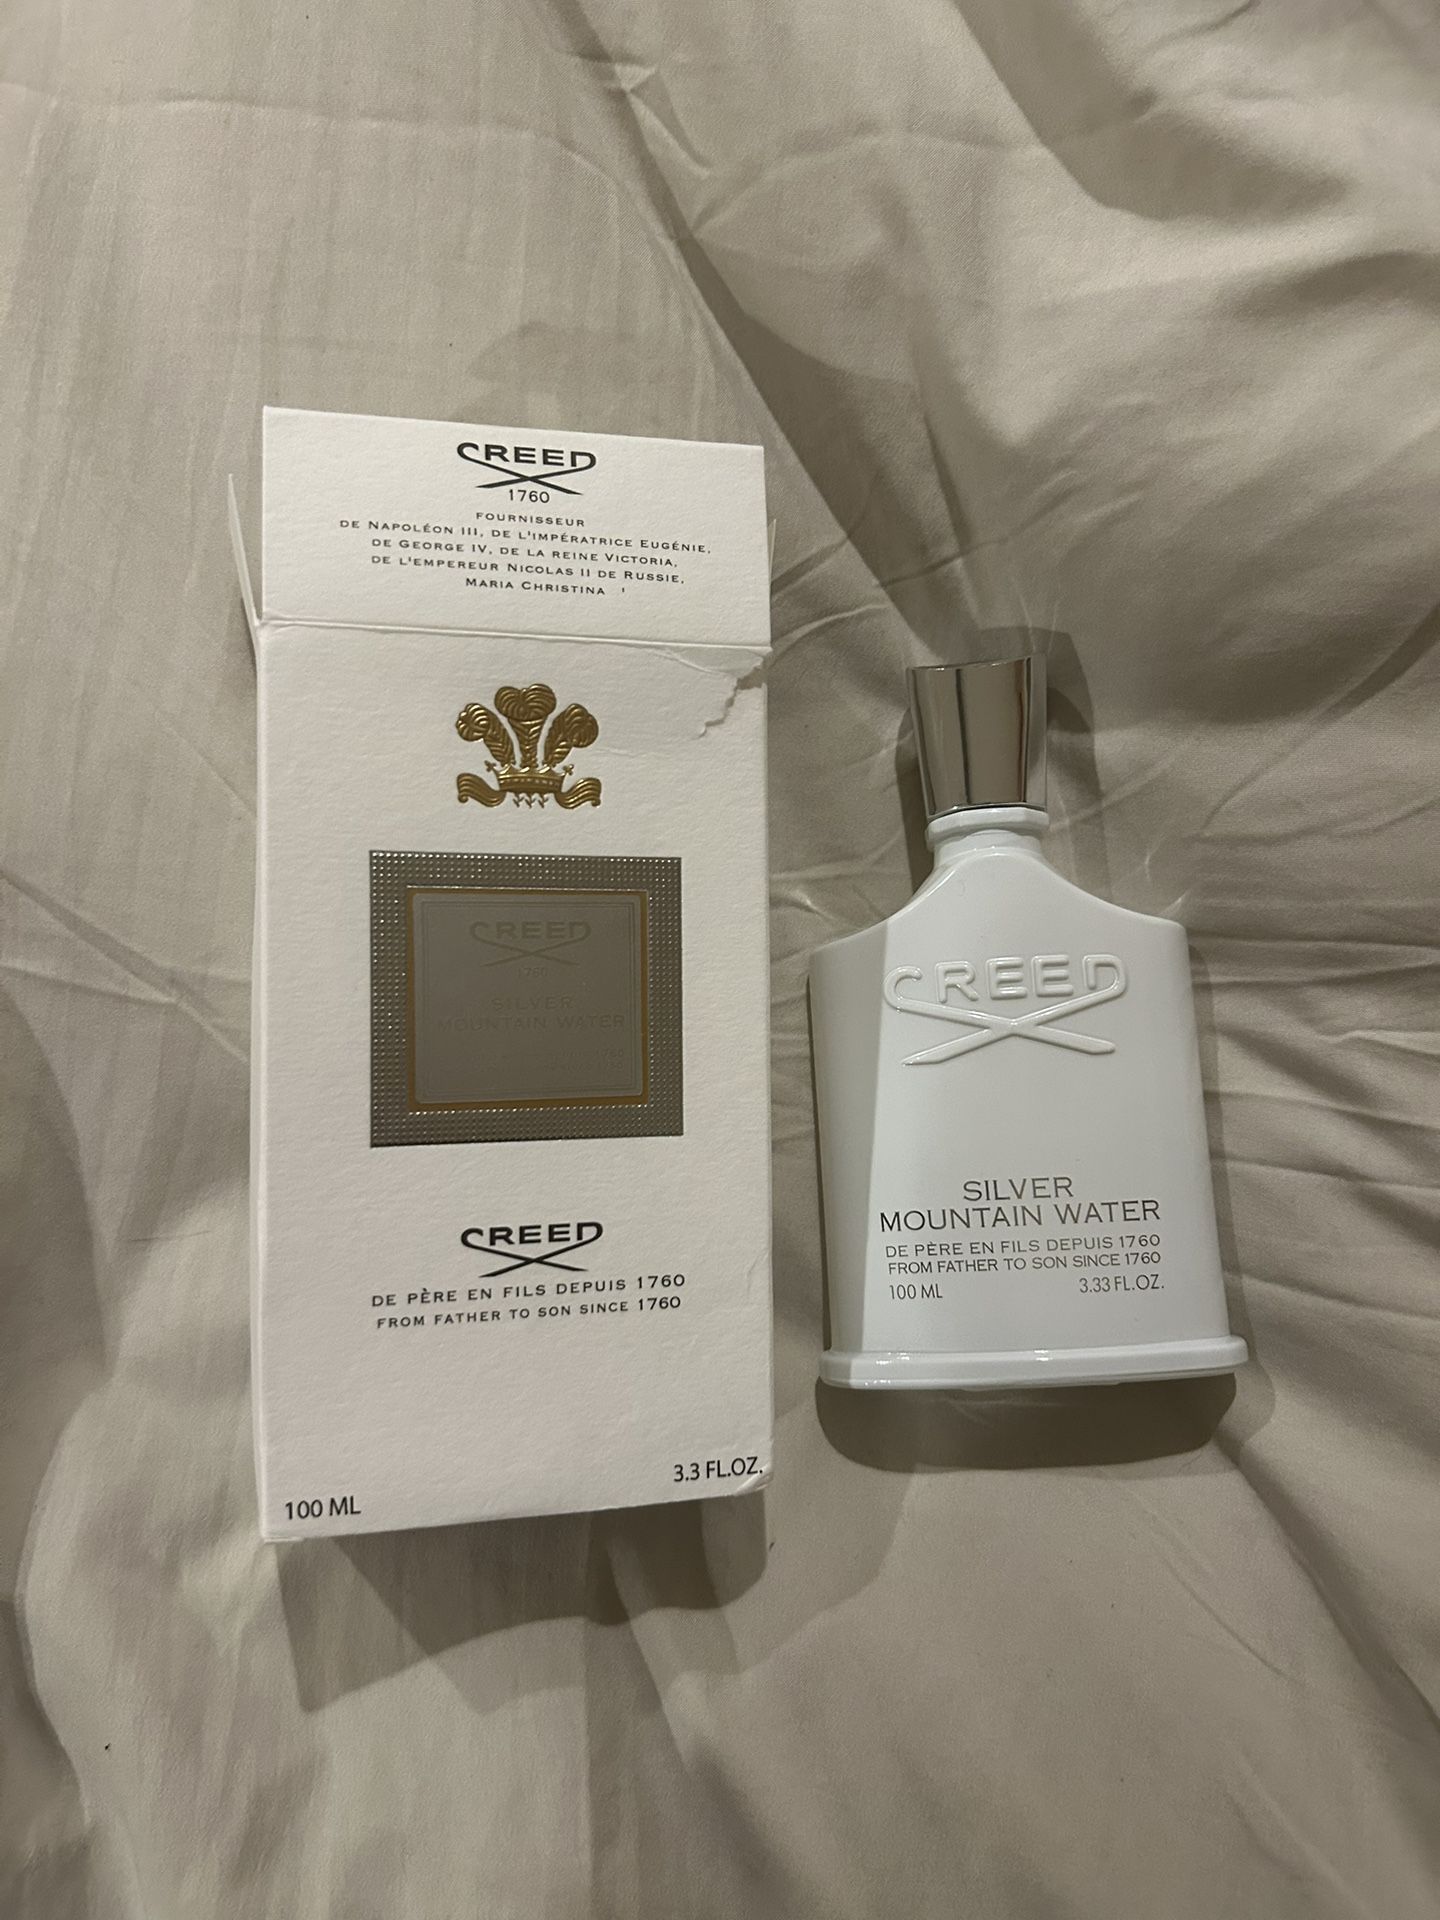 CREED
1760
FOURNISSEUR
DE NAPOLÉON III, DE L'IMPÉRATRICE EUGÉNIE,
DE GEORGE IV, DE LA REINE VICTORIA,
DE L'EMPEREUR NICOLAS II DE RUSSIE,
MARIA CHRISTINA '
CREED
1760
SILVER
MOUNTAIN WATER
1760
CREED
DE PÈRE EN FILS DEPUIS 1760
FROM FATHER TO SON SINCE 1760
100 ML
3.3 FL.OZ.
CREED
SILVER
MOUNTAIN WATER
DE PÈRE EN FILS DEPUIS 1760
FROM FATHER TO SON SINCE 1760
100 ML 3.33 FL.OZ.